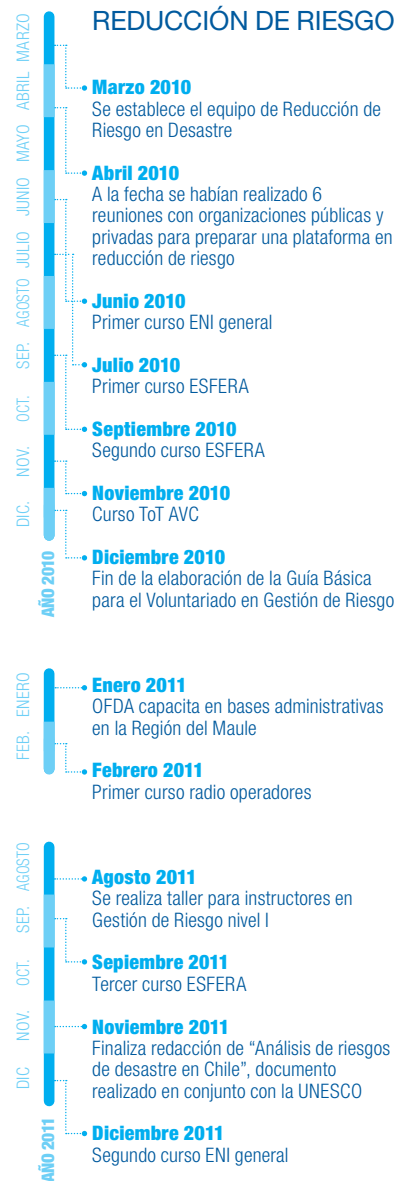 REDUCCIÓN DE RIESGO
MARZO
ABRIL
MAYO
JUNIO
JULIO
AGOSTO
SEP.
OCT.
NOV.
DIC.
AÑO 2010
Marzo 2010
Se establece el equipo de Reducción de
Riesgo en Desastre
Abril 2010
A la fecha se habían realizado 6
reuniones con organizaciones públicas y
privadas para preparar una plataforma en
reducción de riesgo
Junio 2010
Primer curso ENI general
Julio 2010
Primer curso ESFERA
Septiembre 2010
Segundo curso ESFERA
Noviembre 2010
Curso ToT AVC
Diciembre 2010
Fin de la elaboración de la Guía Básica
para el Voluntariado en Gestión de Riesgo
ENERO
FEB.
Enero 2011
OFDA capacita en bases administrativas
en la Región del Maule
Febrero 2011
Primer curso radio operadores
AGOSTO
SEP.
OCT.
NOV.
DIC
AÑO 2011
Agosto 2011
Se realiza taller para instructores en
Gestión de Riesgo nivel I
Sepiembre 2011
Tercer curso ESFERA
Noviembre 2011
Finaliza redacción de “Análisis de riesgos
de desastre en Chile”, documento
realizado en conjunto con la UNESCO
Diciembre 2011
Segundo curso ENI general